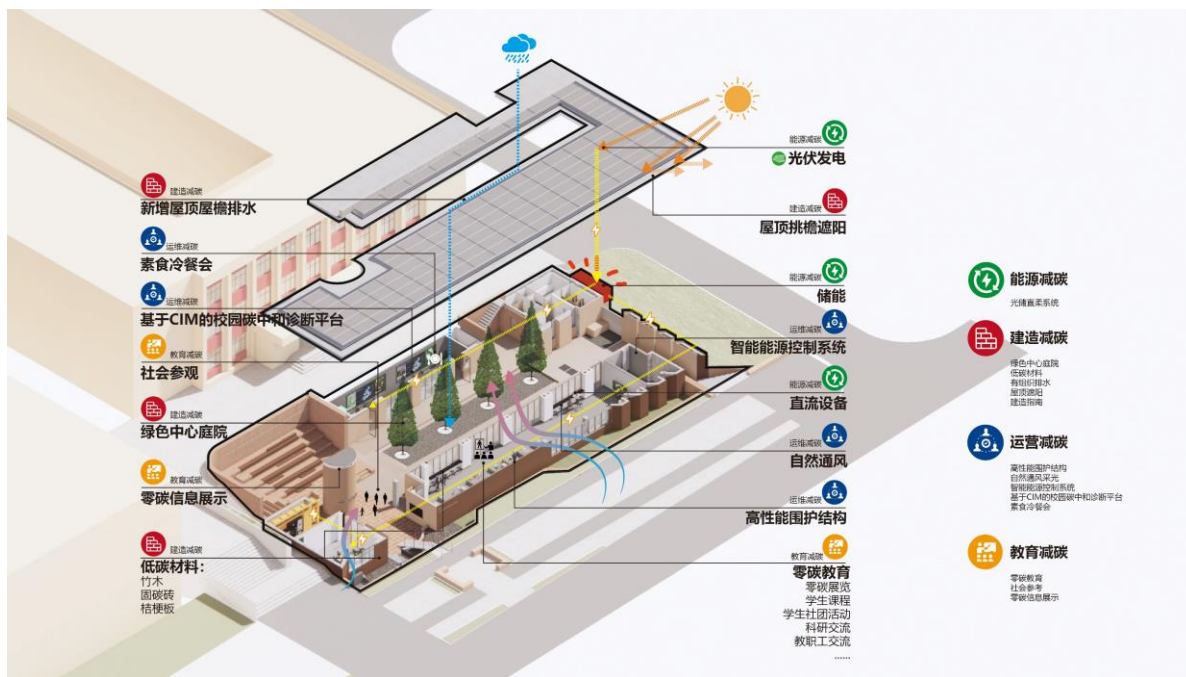 建造减碳
新增屋顶屋檐排水
运维减碳
素食冷餐会
运维减碳
基于CIM的校园碳中和诊断平台
教育减碳
社会参观
建造减碳
绿色中心庭院
教育减碳
零碳信息展示
建造减碳
低碳材料：
竹木
固碳砖
桔梗板
能源减碳
光伏发电
建造减碳
屋顶挑檐遮阳
能源减碳
储能
运维减碳
智能能源控制系统
能源减碳
直流设备
运维减碳
自然通风
运维减碳
高性能围护结构
教育减碳
零碳教育
零碳展览
学生课程
学生社团活动
科研交流
教职工交流
......
能源减碳
光储直柔系统
建造减碳
绿色中心庭院
低碳材料
有组织排水
屋顶遮阳
建造指南
运营减碳
高性能围护结构
自然通风采光
智能能源控制系统
基于CIM的校园碳中和诊断平台
素食冷餐会
教育减碳
零碳教育
社会参考
零碳信息展示